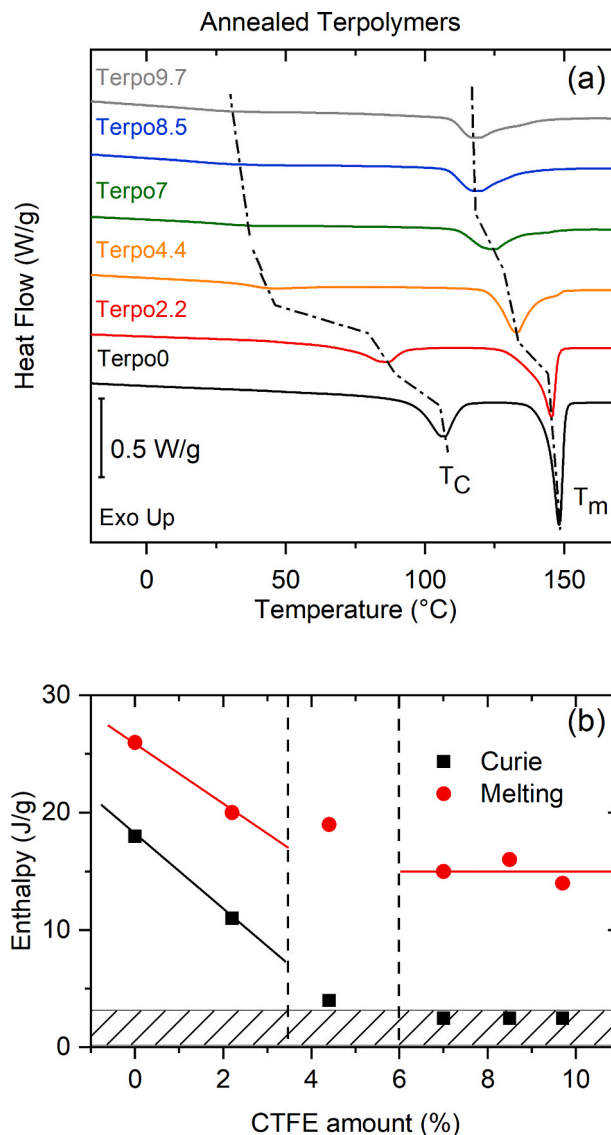 Annealed Terpolymers
(a)
Terpo9.7
Terpo8.5
Terpo7
Terpo4.4
Terpo2.2
Terpo0
0.5 W/g
Exo Up
TC
Tm
Heat Flow (W/g)
0 50 100 150
Temperature (°C)
(b)
Curie
Melting
30
20
10
0
Enthalpy (J/g)
0 2 4 6 8 10
CTFE amount (%)